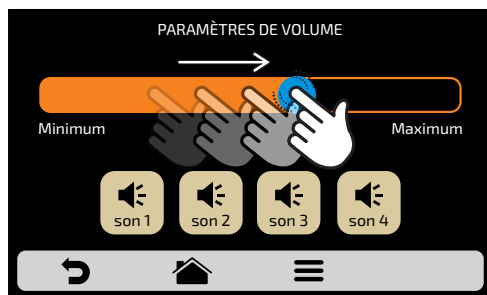 PARAMÈTRES DE VOLUME
Minimum Maximum
son 1 son 2 son 3 son 4